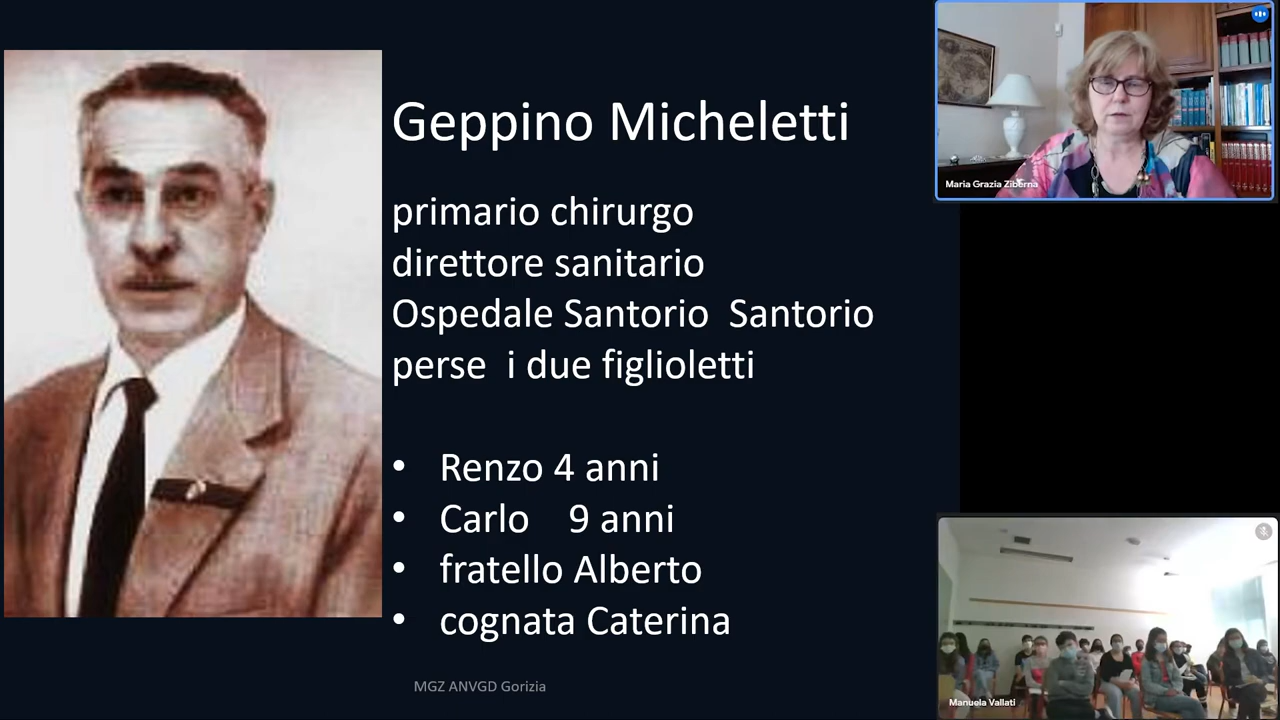 Geppino Micheletti
primario chirurgo
direttore sanitario
Ospedale Santorio Santorio
perse i due figlioletti
• Renzo 4 anni
• Carlo 9 anni
• fratello Alberto
• cognata Caterina
MGZ ANVGD Gorizia
Maria Grazia Ziberna
Manuela Vallati